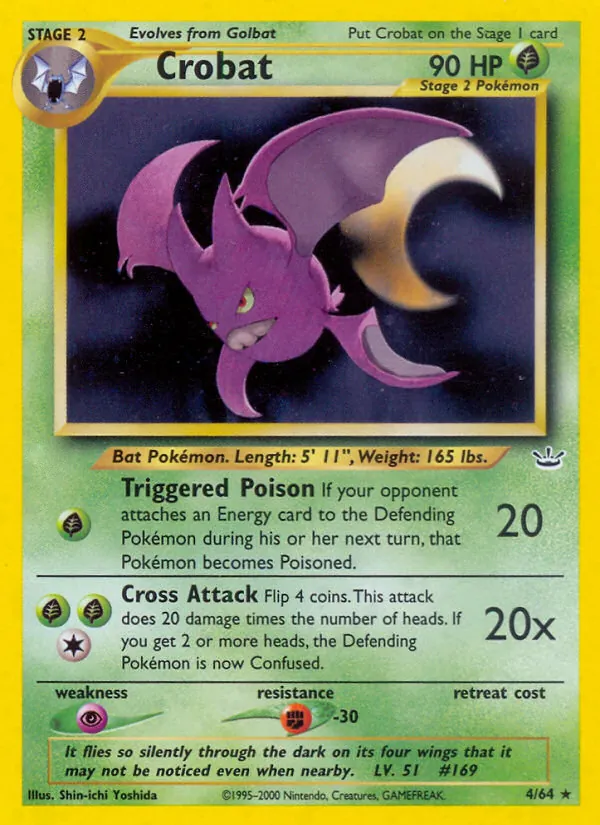 STAGE 2 Evolves from Golbat Put Crobat on the Stage 1 card
Crobat 90 HP
Stage 2 Pokémon
Bat Pokémon. Length: 5' 11", Weight: 165 lbs.
Triggered Poison If your opponent
attaches an Energy card to the Defending
Pokémon during his or her next turn, that
Pokémon becomes Poisoned.
20
Cross Attack Flip 4 coins. This attack
does 20 damage times the number of heads. If
you get 2 or more heads, the Defending
Pokémon is now Confused.
20x
weakness resistance retreat cost
-30
It flies so silently through the dark on its four wings that it
may not be noticed even when nearby. LV. 51 #169
Illus. Shin-ichi Yoshida ©1995-2000 Nintendo, Creatures, GAMEFREAK. 4/64 ★